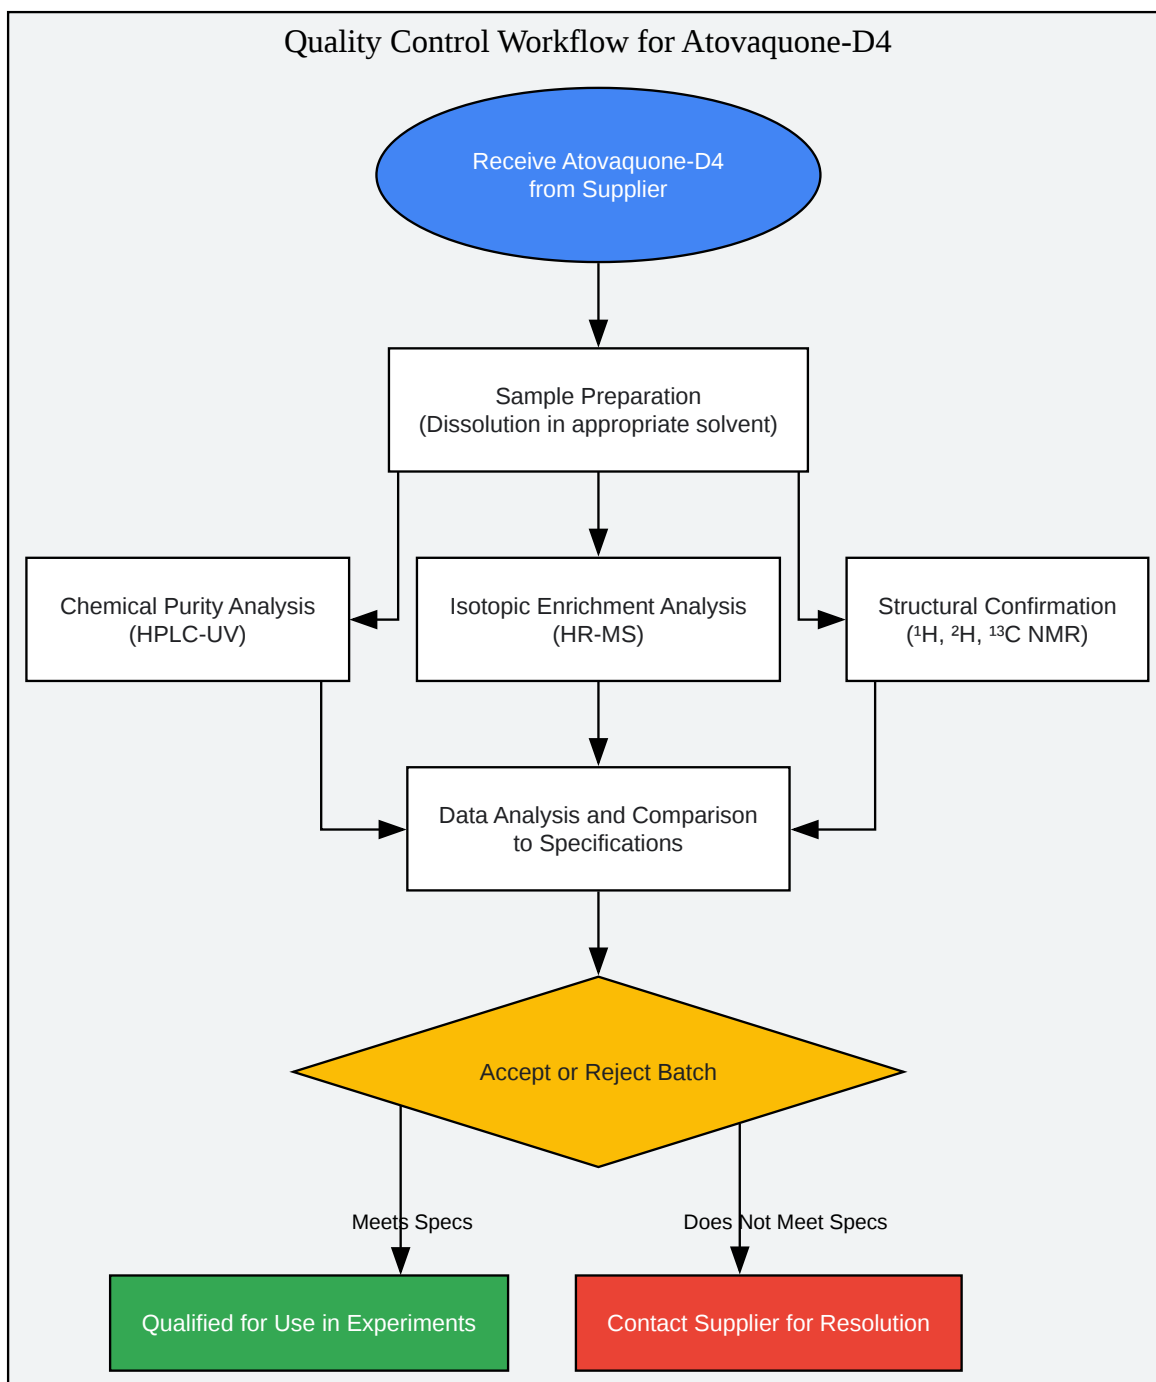 Quality Control Workflow for Atovaquone-D4
Receive Atovaquone-D4
from Supplier
Sample Preparation
(Dissolution in appropriate solvent)
Chemical Purity Analysis
(HPLC-UV)
Isotopic Enrichment Analysis
(HR-MS)
Structural Confirmation
(¹H, ²H, ¹³C NMR)
Data Analysis and Comparison
to Specifications
Accept or Reject Batch
Meets Specs
Does Not Meet Specs
Qualified for Use in Experiments
Contact Supplier for Resolution